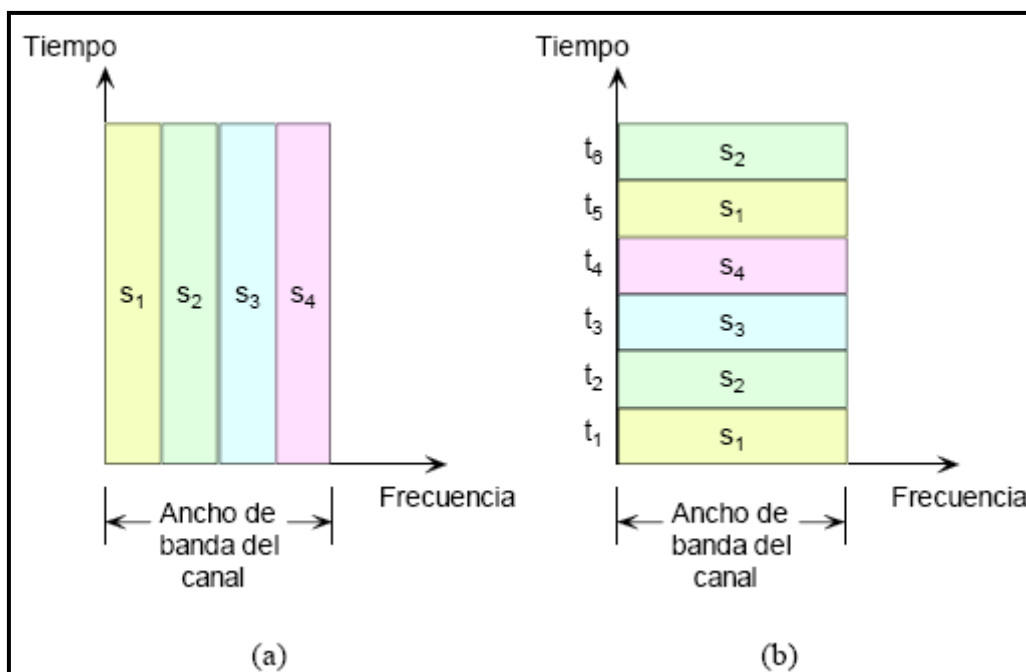 Tiempo
s₁ s₂ s₃ s₄
Frecuencia
Ancho de
banda del
canal
(a)
Tiempo
t₆ s₂
t₅ s₁
t₄ s₄
t₃ s₃
t₂ s₂
t₁ s₁
Frecuencia
Ancho de
banda del
canal
(b)